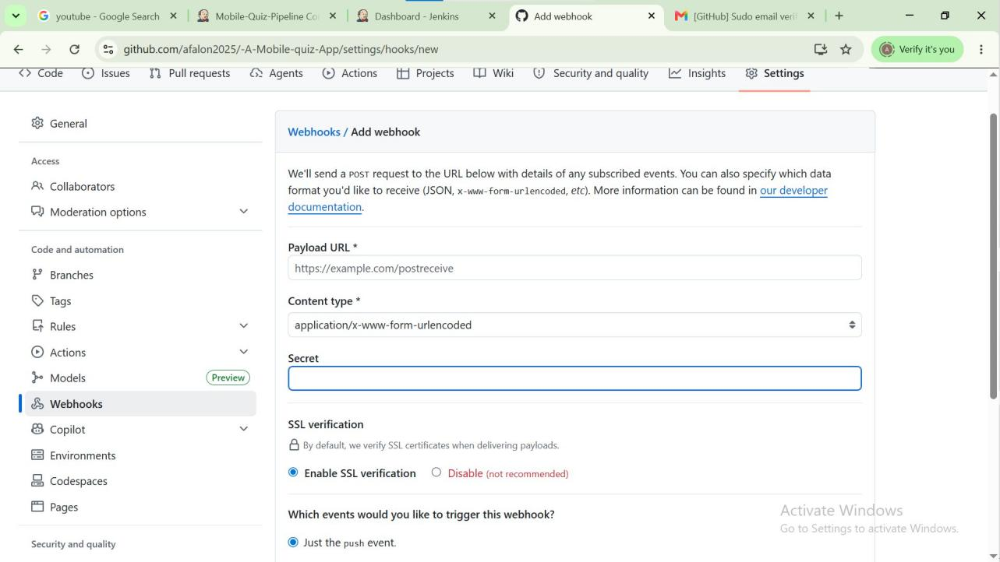 youtube - Google Search
Mobile-Quiz-Pipeline Co
Dashboard - Jenkins
Add webhook
[GitHub] Sudo email veri
github.com/afalon2025/-A-Mobile-quiz-App/settings/hooks/new
A
Verify it's you
Code
Issues
Pull requests
Agents
Actions
Projects
Wiki
Security and quality
Insights
Settings
General
Access
Collaborators
Moderation options
Code and automation
Branches
Tags
Rules
Actions
Models
Preview
Webhooks
Copilot
Environments
Codespaces
Pages
Security and quality
Webhooks / Add webhook
We'll send a POST request to the URL below with details of any subscribed events. You can also specify which data
format you'd like to receive (JSON, x-www-form-urlencoded, etc). More information can be found in our developer
documentation.
Payload URL *
https://example.com/postreceive
Content type *
application/x-www-form-urlencoded
Secret
SSL verification
By default, we verify SSL certificates when delivering payloads.
Enable SSL verification
Disable (not recommended)
Which events would you like to trigger this webhook?
Just the push event.
Activate Windows
Go to Settings to activate Windows.